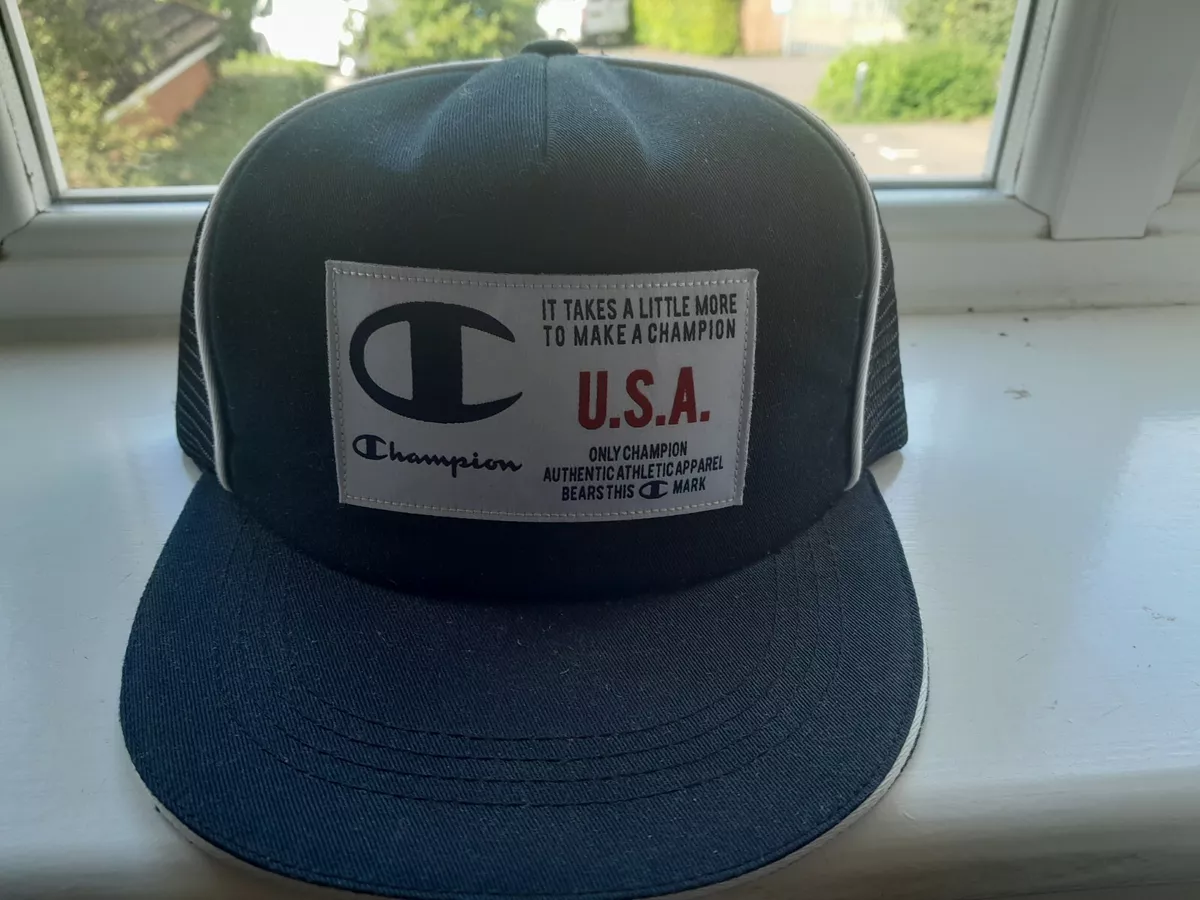 Champion
IT TAKES A LITTLE MORE
TO MAKE A CHAMPION
U.S.A.
ONLY CHAMPION
AUTHENTIC ATHLETIC APPAREL
BEARS THIS C MARK